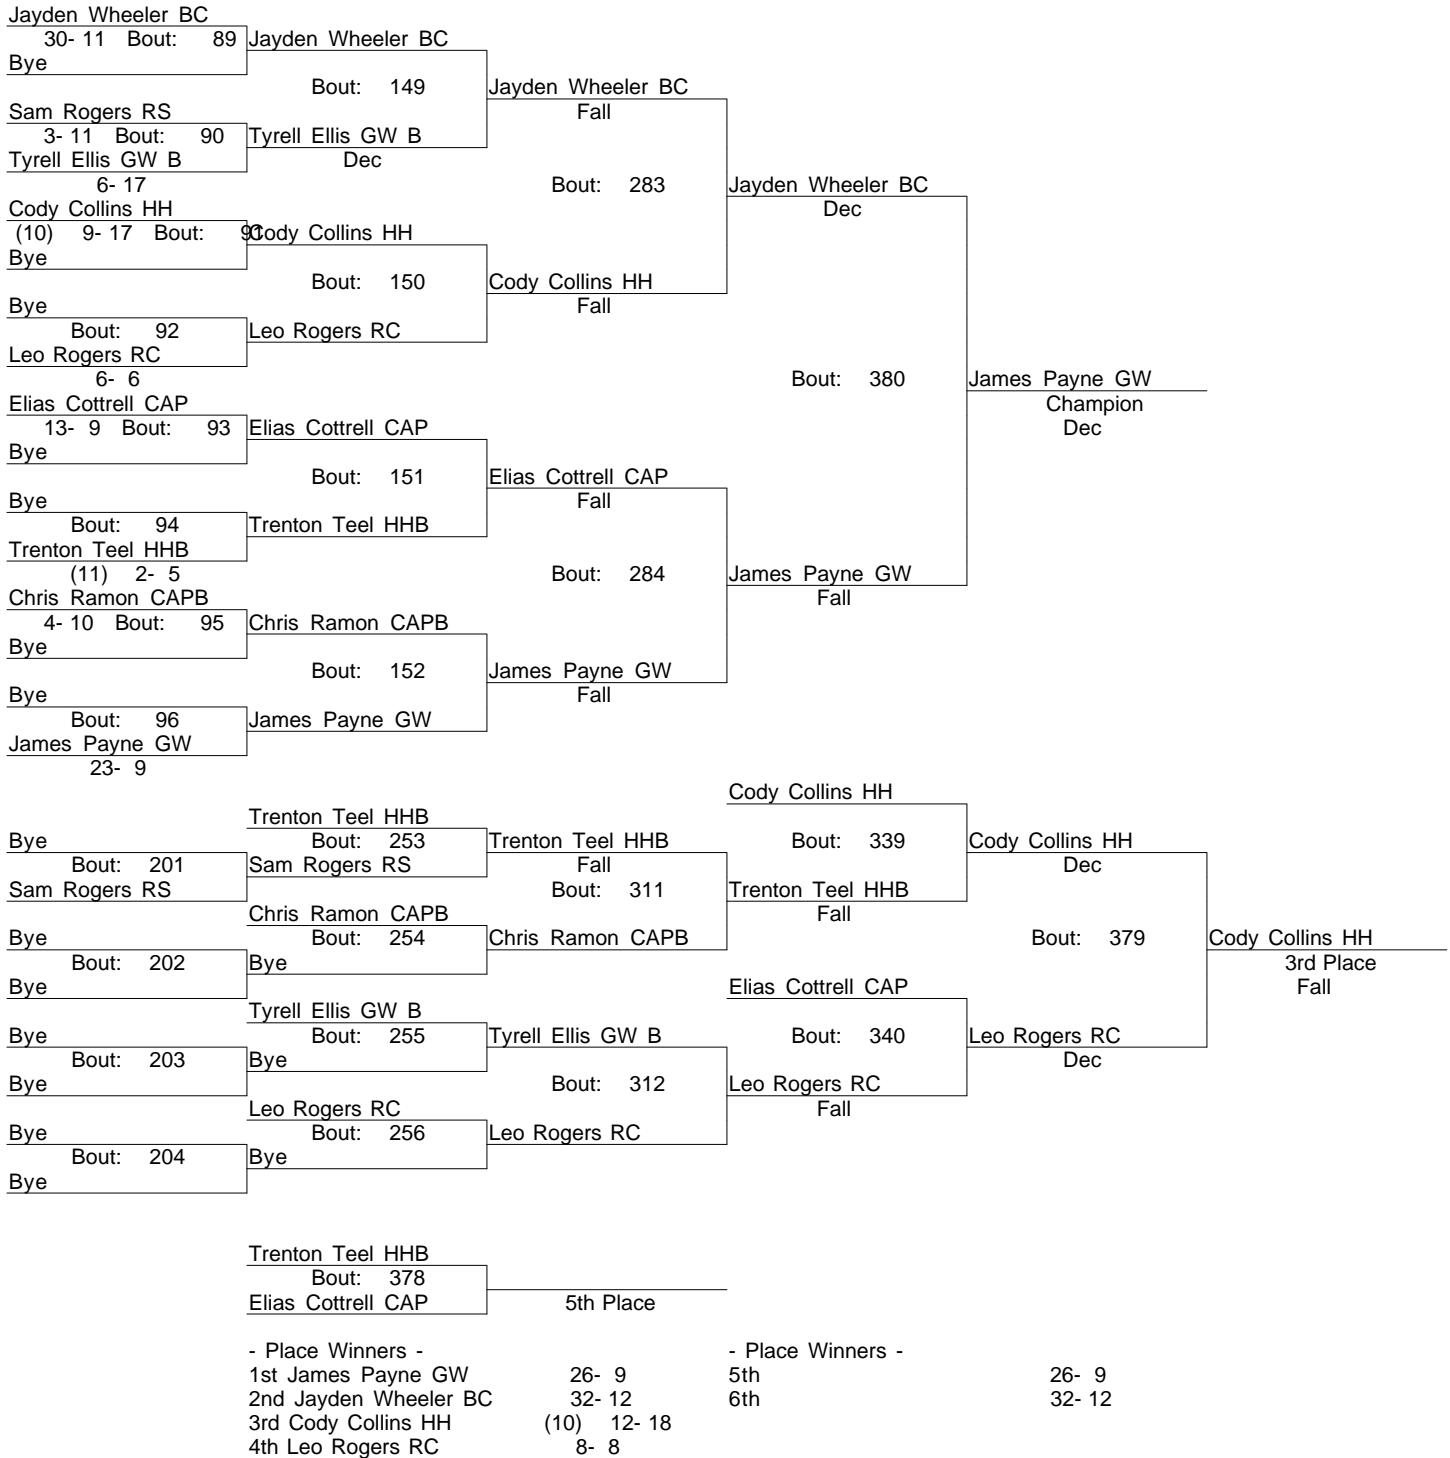 Jayden Wheeler BC
30- 11 Bout: 89 Jayden Wheeler BC
Bye
Bout: 149 Jayden Wheeler BC
Sam Rogers RS Fall
3- 11 Bout: 90 Tyrell Ellis GW B
Tyrell Ellis GW B Dec
6- 17 Bout: 283 Jayden Wheeler BC
Cody Collins HH Dec
(10) 9- 17 Bout: 91 Cody Collins HH
Bye
Bout: 150 Cody Collins HH
Bye Fall
Bout: 92 Leo Rogers RC
Leo Rogers RC
6- 6 Bout: 380 James Payne GW
Elias Cottrell CAP Champion
13- 9 Bout: 93 Elias Cottrell CAP Dec
Bye
Bout: 151 Elias Cottrell CAP
Bye Fall
Bout: 94 Trenton Teel HHB
Trenton Teel HHB
(11) 2- 5 Bout: 284 James Payne GW
Chris Ramon CAPB Fall
4- 10 Bout: 95 Chris Ramon CAPB
Bye
Bout: 152 James Payne GW
Bye Fall
Bout: 96 James Payne GW
James Payne GW
23- 9
Cody Collins HH
Trenton Teel HHB
Bye Bout: 253 Trenton Teel HHB Bout: 339 Cody Collins HH
Bout: 201 Sam Rogers RS Fall Dec
Sam Rogers RS Bout: 311 Trenton Teel HHB
Chris Ramon CAPB Fall
Bye Bout: 254 Chris Ramon CAPB Bout: 379 Cody Collins HH
Bout: 202 Bye 3rd Place
Bye Elias Cottrell CAP Fall
Tyrell Ellis GW B
Bye Bout: 255 Tyrell Ellis GW B Bout: 340 Leo Rogers RC
Bout: 203 Bye Dec
Bye Bout: 312 Leo Rogers RC
Leo Rogers RC Fall
Bye Bout: 256 Leo Rogers RC
Bout: 204 Bye
Bye
Trenton Teel HHB
Bout: 378
Elias Cottrell CAP 5th Place
- Place Winners - - Place Winners -
1st James Payne GW 26- 9 5th 26- 9
2nd Jayden Wheeler BC 32- 12 6th 32- 12
3rd Cody Collins HH (10) 12- 18
4th Leo Rogers RC 8- 8